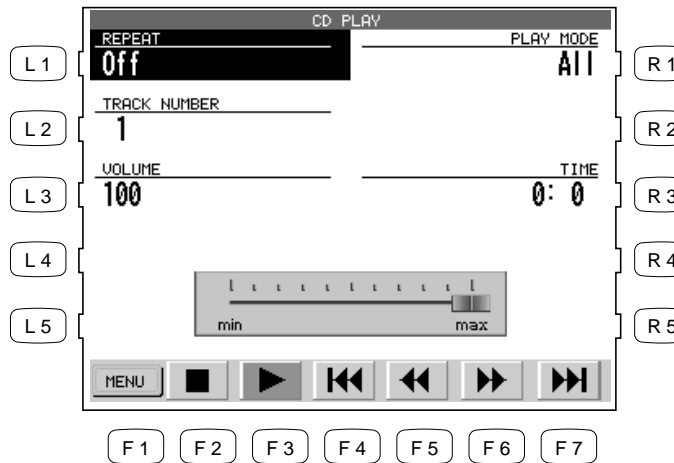 CD PLAY
REPEAT
Off
PLAY MODE
All
L 1
R 1
TRACK NUMBER
1
L 2
R 2
VOLUME
100
TIME
0: 0
L 3
R 3
L 4
R 4
min
max
L 5
R 5
MENU
F 1
F 2
F 3
F 4
F 5
F 6
F 7